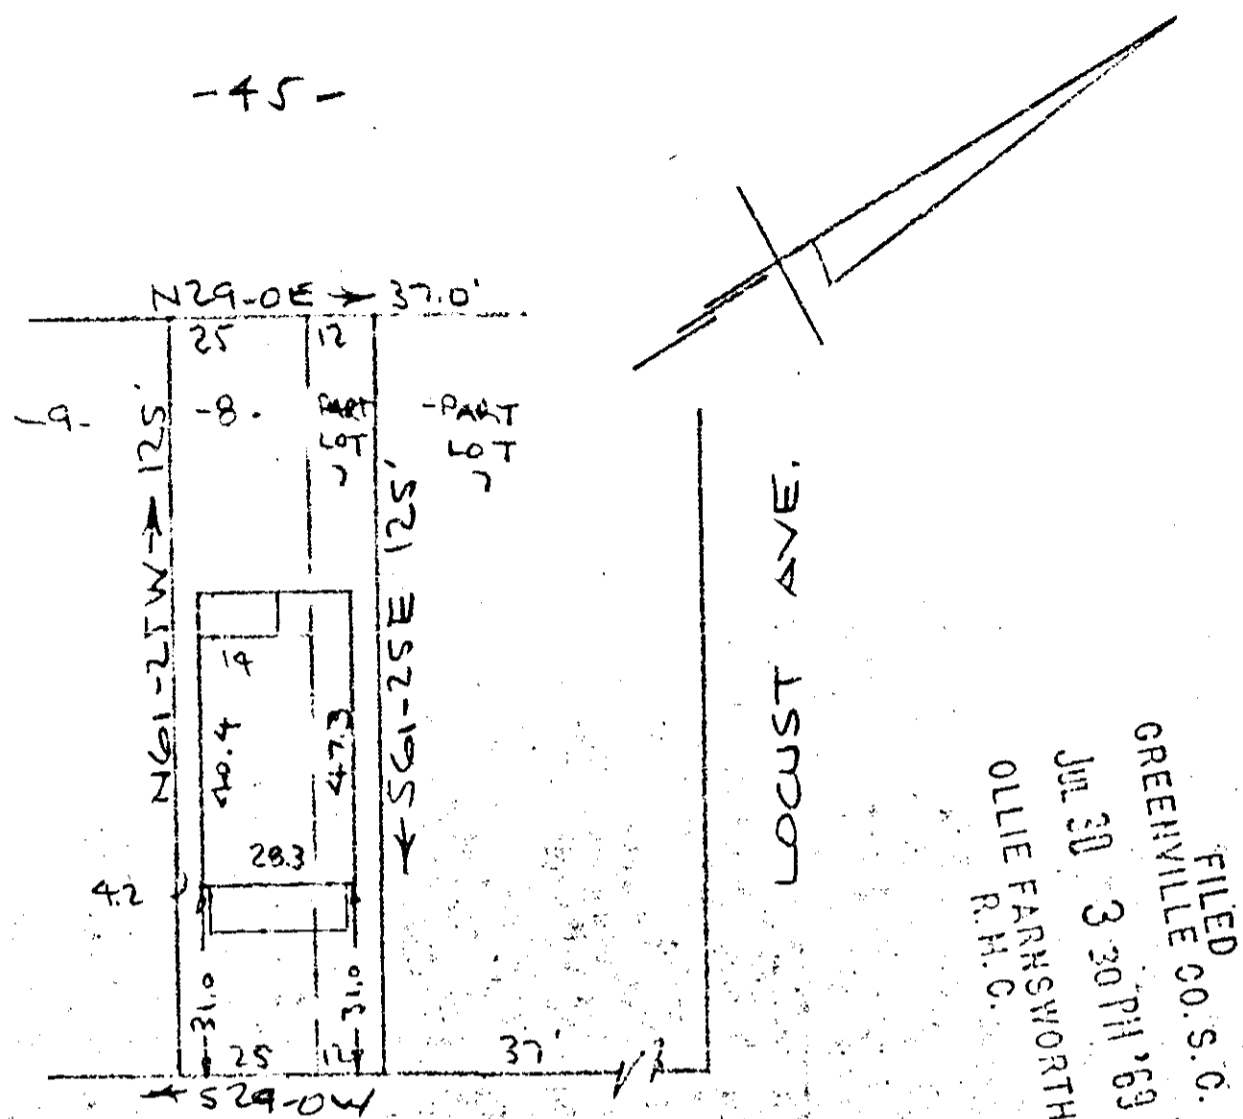 -45-
N29-0E → 37.0'
25 12
-9-
-8-
PART
LOT
7
-PART
LOT
7
N61-25W → 125'
← S61-25E 125'
LOCUST AVE.
14
40.4
47.3
28.3
4.2
31.0
31.0
25 12
37'
← S29-0W
FILED
GREENVILLE CO. S. C.
JUL 30 3 30 PM '69
OLLIE FARNSWORTH
R. M. C.